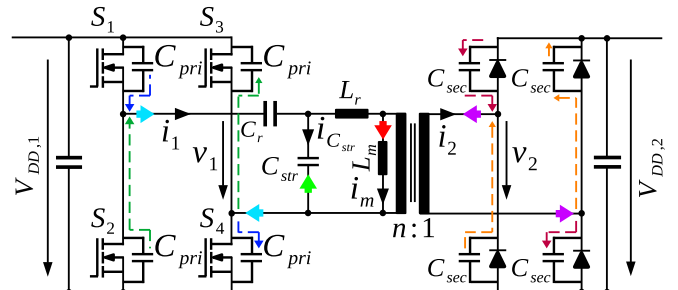 S1 S3
Cpri Cpri Csec Csec
Lr
VDD,1 i1 Cr iCstr i2 VDD,2
v1 Cstr Lm v2
im
S2 S4 n:1
Cpri Cpri Csec Csec